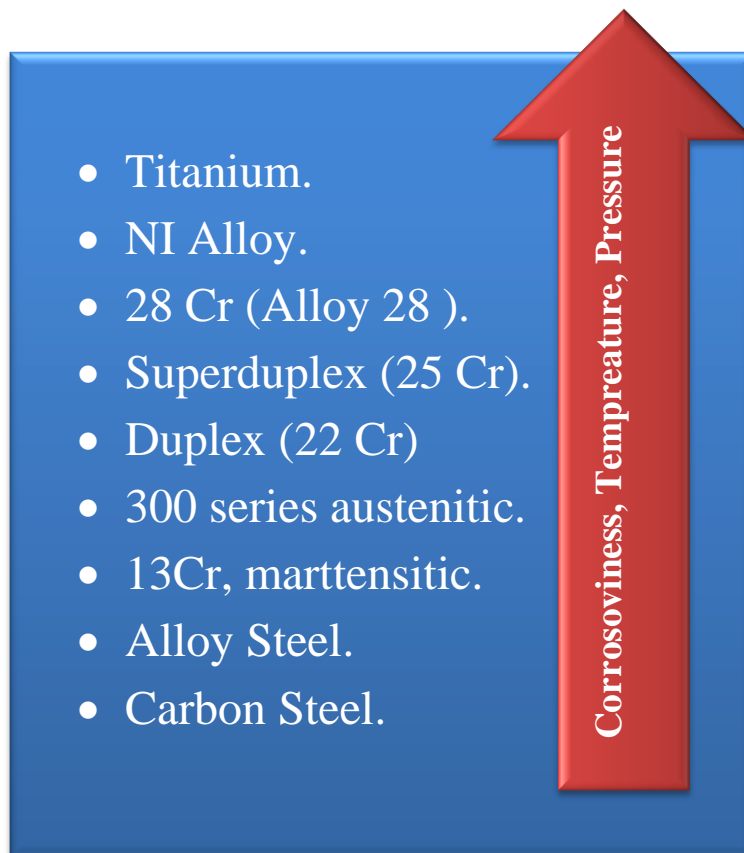 • Titanium.
• NI Alloy.
• 28 Cr (Alloy 28 ).
• Superduplex (25 Cr).
• Duplex (22 Cr)
• 300 series austenitic.
• 13Cr, marttensitic.
• Alloy Steel.
• Carbon Steel.
Corrosoviness, Tempreature, Pressure